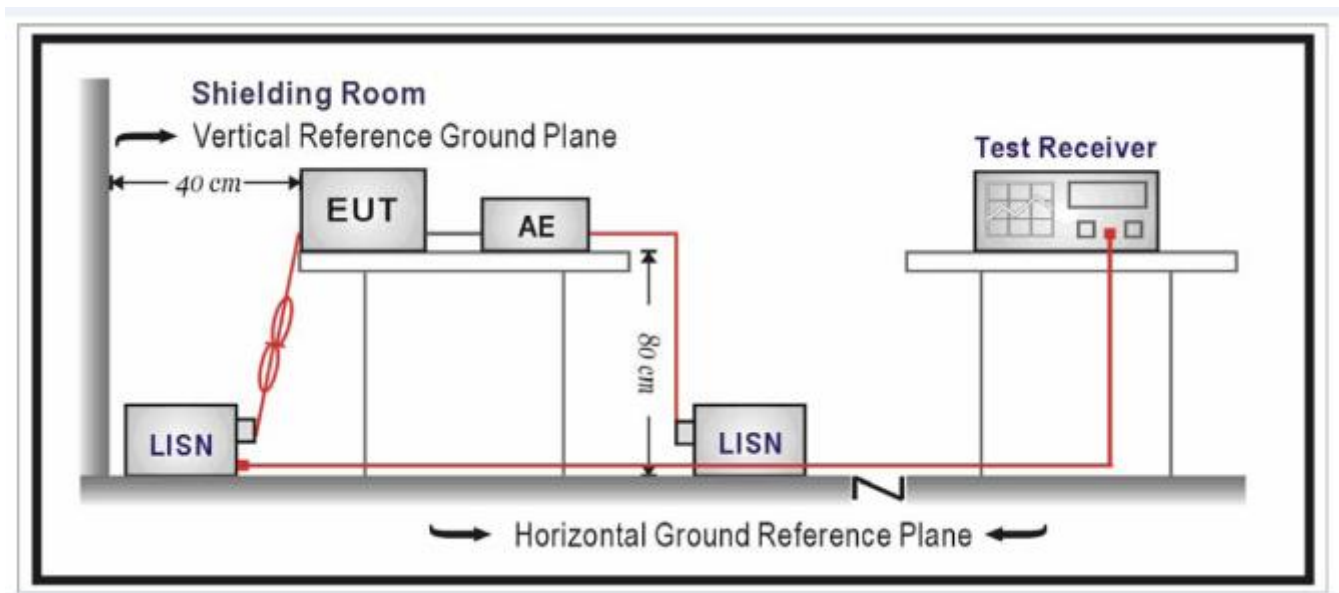 Shielding Room
Vertical Reference Ground Plane
40 cm
EUT
AE
Test Receiver
80 cm
LISN
LISN
Horizontal Ground Reference Plane